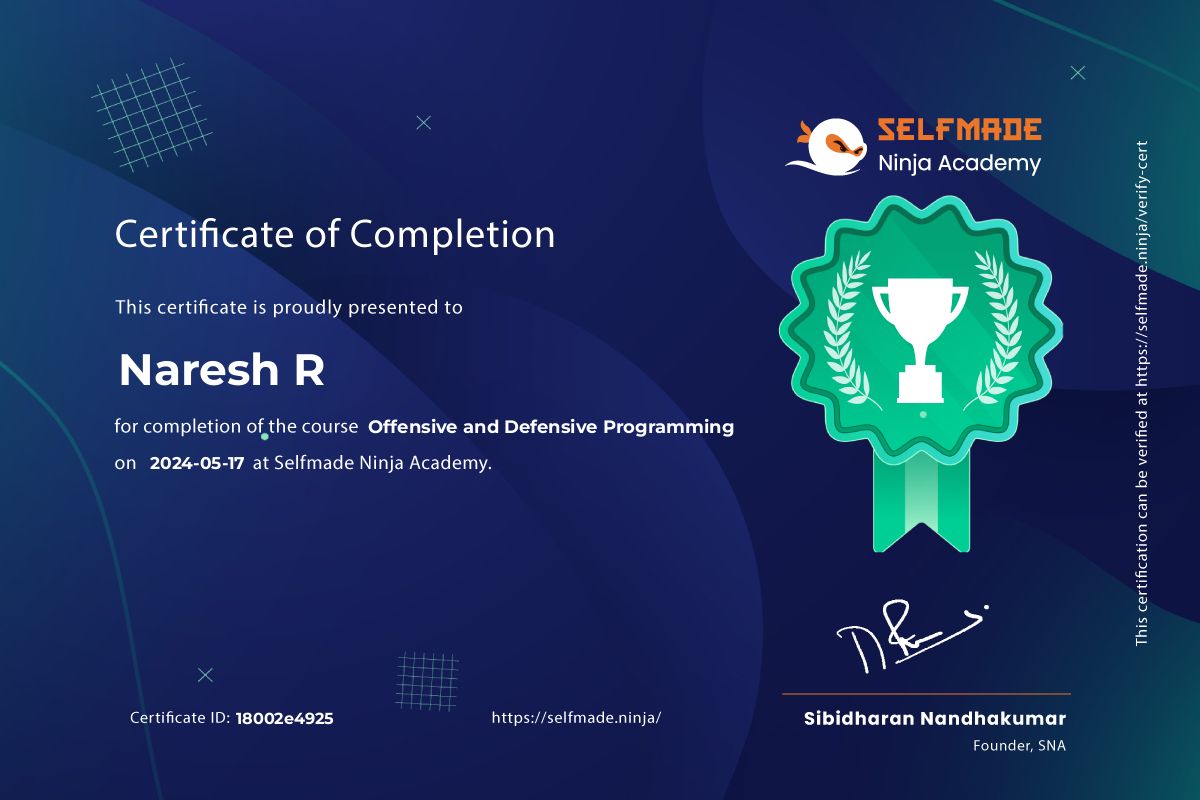 SELFMADE
Ninja Academy
Certificate of Completion
This certificate is proudly presented to
Naresh R
for completion of the course Offensive and Defensive Programming
on 2024-05-17 at Selfmade Ninja Academy.
Certificate ID: 18002e4925
https://selfmade.ninja/
Sibidharan Nandhakumar
Founder, SNA
This certification can be verified at https://selfmade.ninja/verify-cert